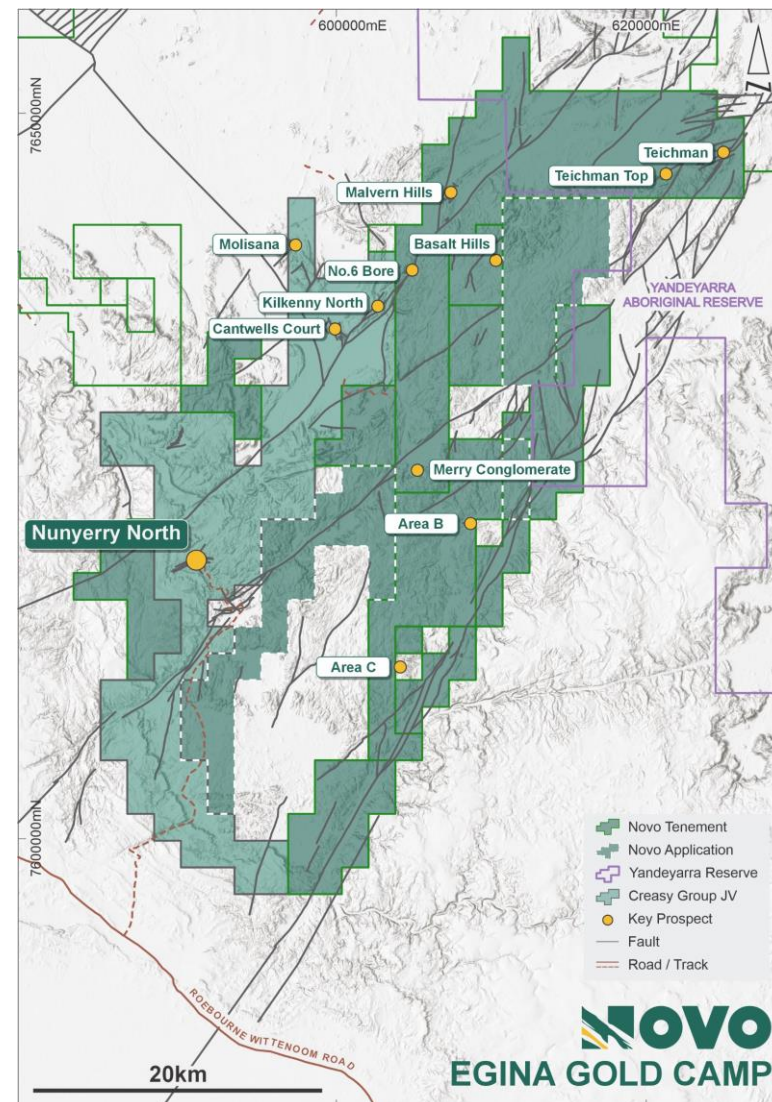 600000mE
620000mE
7650000mN
Z
Teichman
Teichman Top
Malvern Hills
Molisana
Basalt Hills
No.6 Bore
YANDEYARRA
ABORIGINAL RESERVE
Kilkenny North
Cantwells Court
Merry Conglomerate
Area B
Nunyerry North
Area C
7600000mN
Novo Tenement
Novo Application
Yandeyarra Reserve
Creasy Group JV
Key Prospect
Fault
Road / Track
ROEBOURNE WITTENOOM ROAD
20km
NOVO
EGINA GOLD CAMP